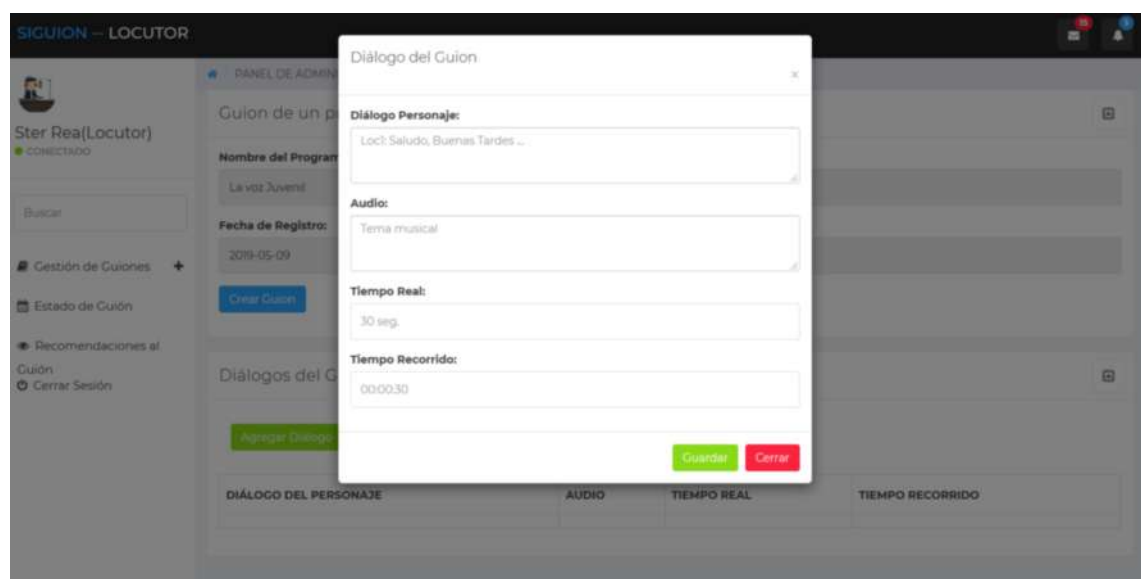 SIGUION — LOCUTOR
15
Ster Rea(Locutor)
CONECTADO
Buscar
Gestión de Guiones
Estado de Guión
Recomendaciones al
Guión
Cerrar Sesión
PANEL DE ADMIN
Guion de un p
Nombre del Program
La voz Juvenil
Fecha de Registro:
2019-05-09
Crear Guion
Diálogos del G
Agregar Dialogo
DIÁLOGO DEL PERSONAJE AUDIO TIEMPO REAL TIEMPO RECORRIDO
Diálogo del Guion
×
Diálogo Personaje:
Loc1: Saludo, Buenas Tardes ...
Audio:
Tema musical
Tiempo Real:
30 seg.
Tiempo Recorrido:
00:00:30
Guardar Cerrar